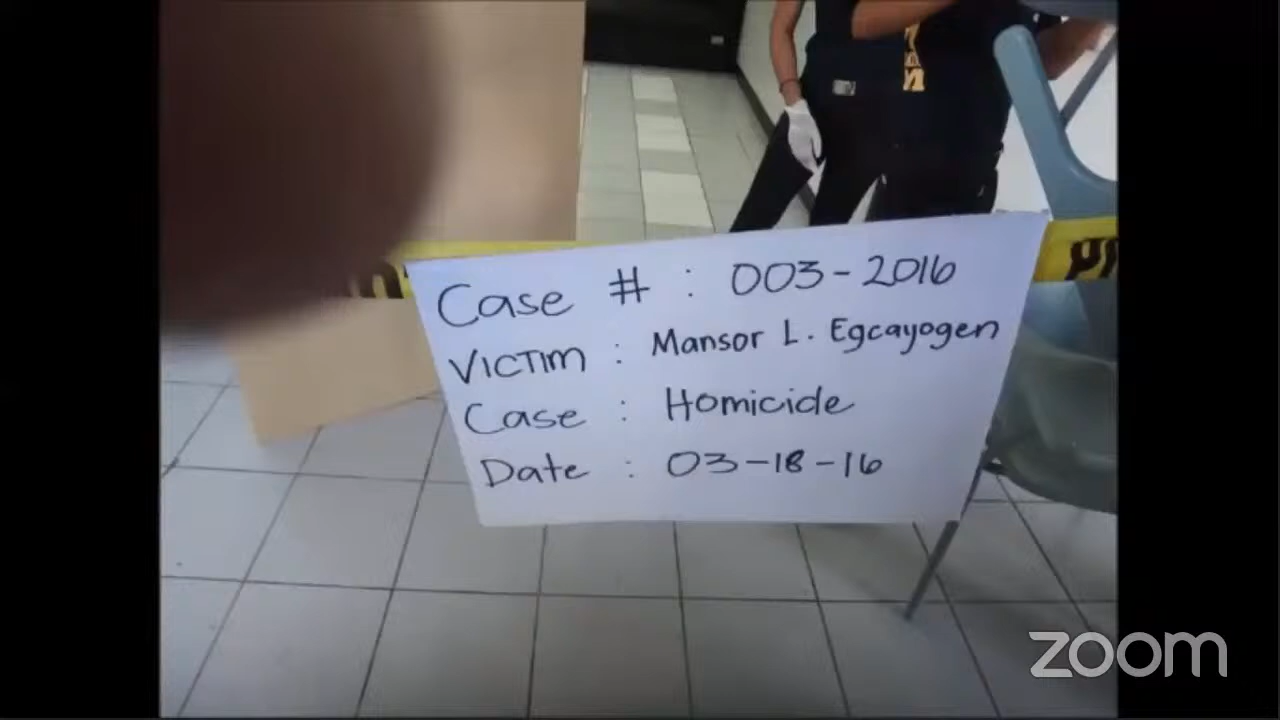 Case # : 003-2016
VICTIM : Mansor L. Egcayogen
Case : Homicide
Date : 03-18-16
zoom